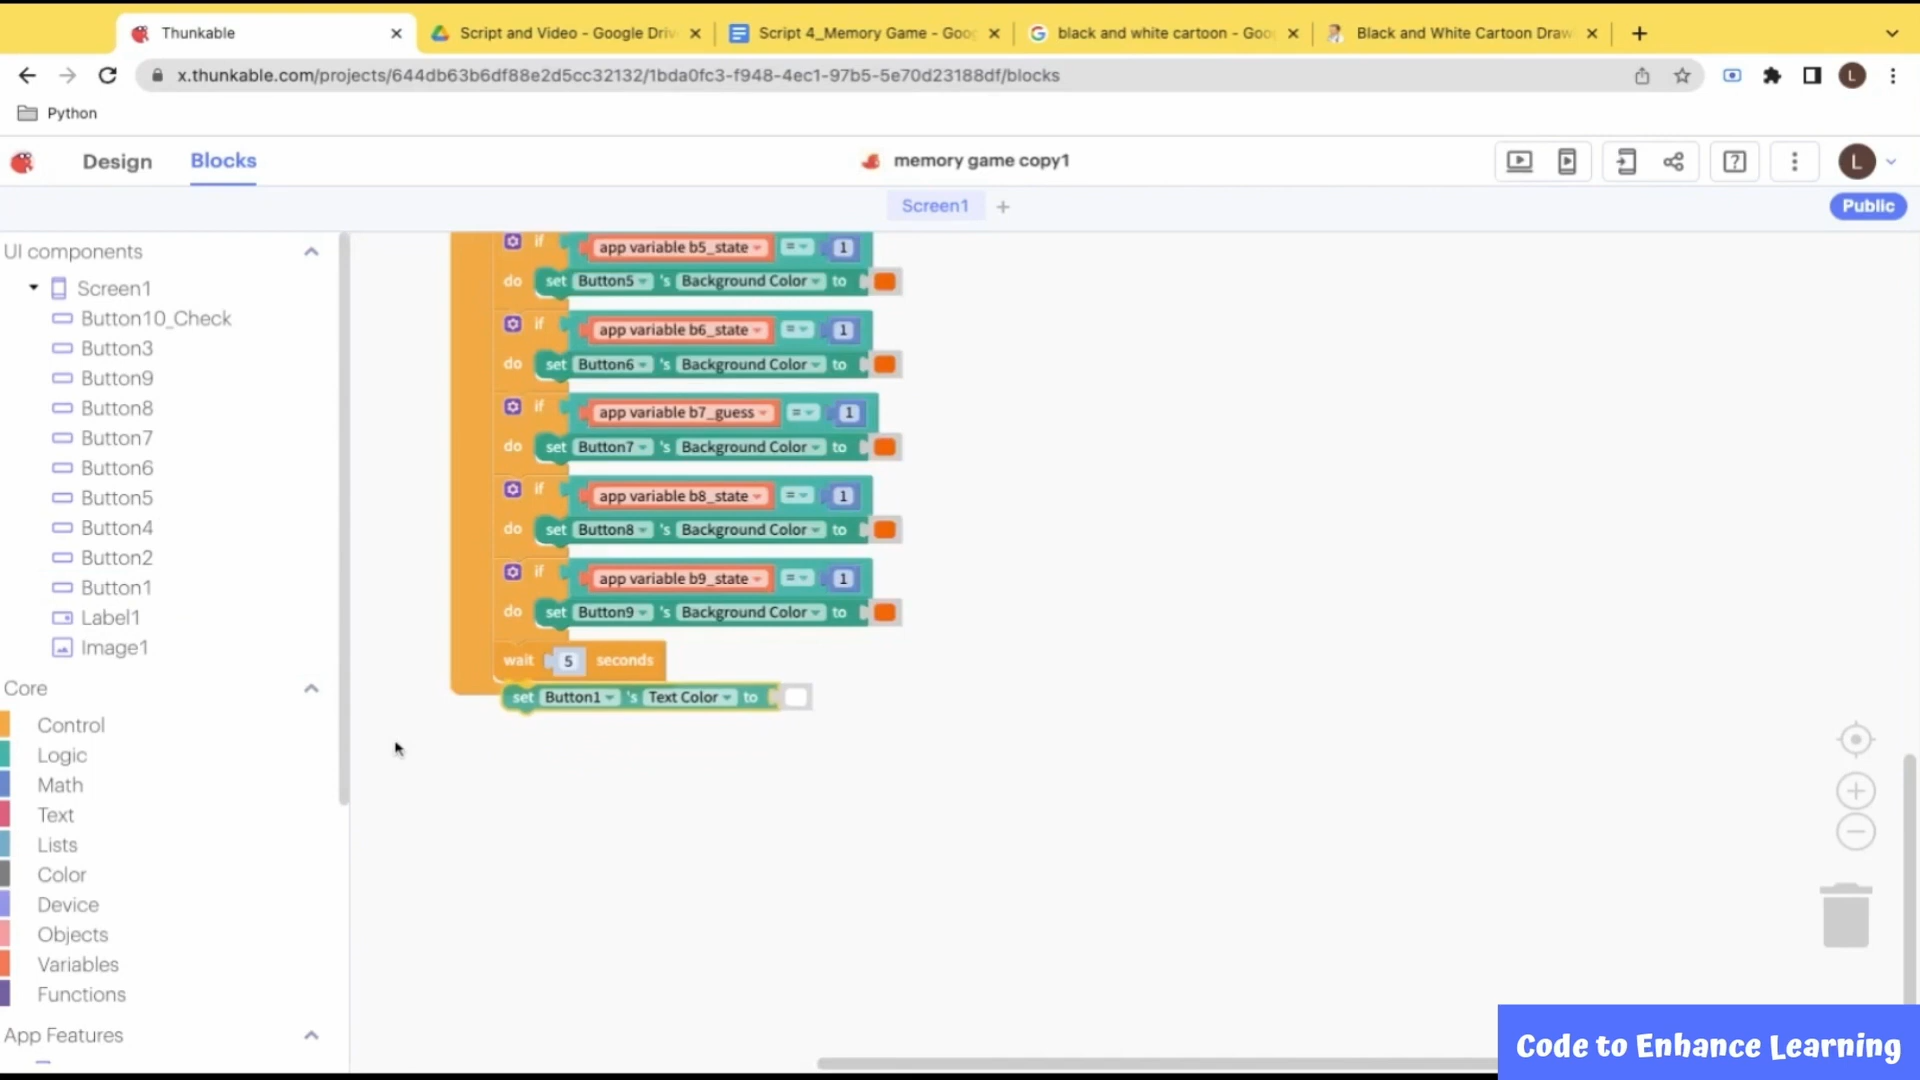 Thunkable
Script and Video - Google Driv
Script 4_Memory Game - Goo
black and white cartoon - Goo
Black and White Cartoon Draw
x.thunkable.com/projects/644db63b6df88e2d5cc32132/1bda0fc3-f948-4ec1-97b5-5e70d23188df/blocks
L
Python
Design
Blocks
memory game copy1
?
L
Screen1 +
Public
UI components
Screen1
Button10_Check
Button3
Button9
Button8
Button7
Button6
Button5
Button4
Button2
Button1
Label1
Image1
Core
Control
Logic
Math
Text
Lists
Color
Device
Objects
Variables
Functions
App Features
if app variable b5_state = 1
do set Button5 's Background Color to
if app variable b6_state = 1
do set Button6 's Background Color to
if app variable b7_guess = 1
do set Button7 's Background Color to
if app variable b8_state = 1
do set Button8 's Background Color to
if app variable b9_state = 1
do set Button9 's Background Color to
wait 5 seconds
set Button1 's Text Color to
Code to Enhance Learning